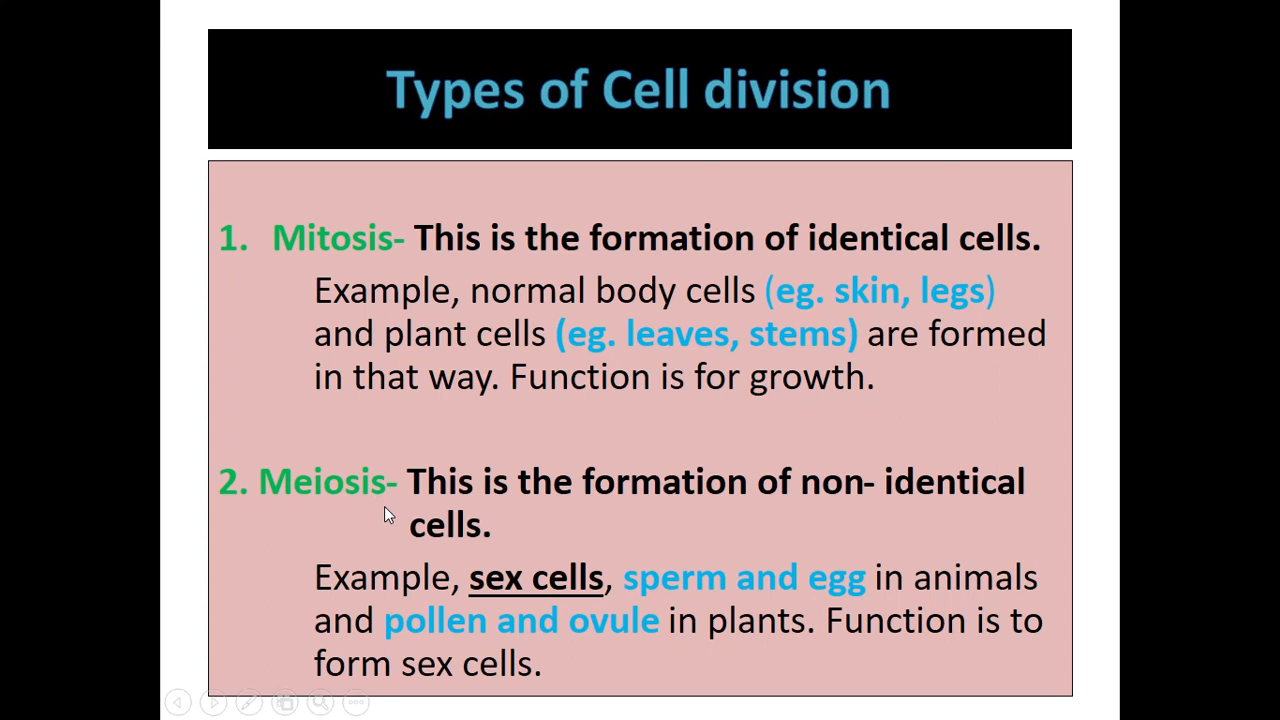 Types of Cell division
1. Mitosis- This is the formation of identical cells.
Example, normal body cells (eg. skin, legs)
and plant cells (eg. leaves, stems) are formed
in that way. Function is for growth.
2. Meiosis- This is the formation of non- identical
cells.
Example, sex cells, sperm and egg in animals
and pollen and ovule in plants. Function is to
form sex cells.